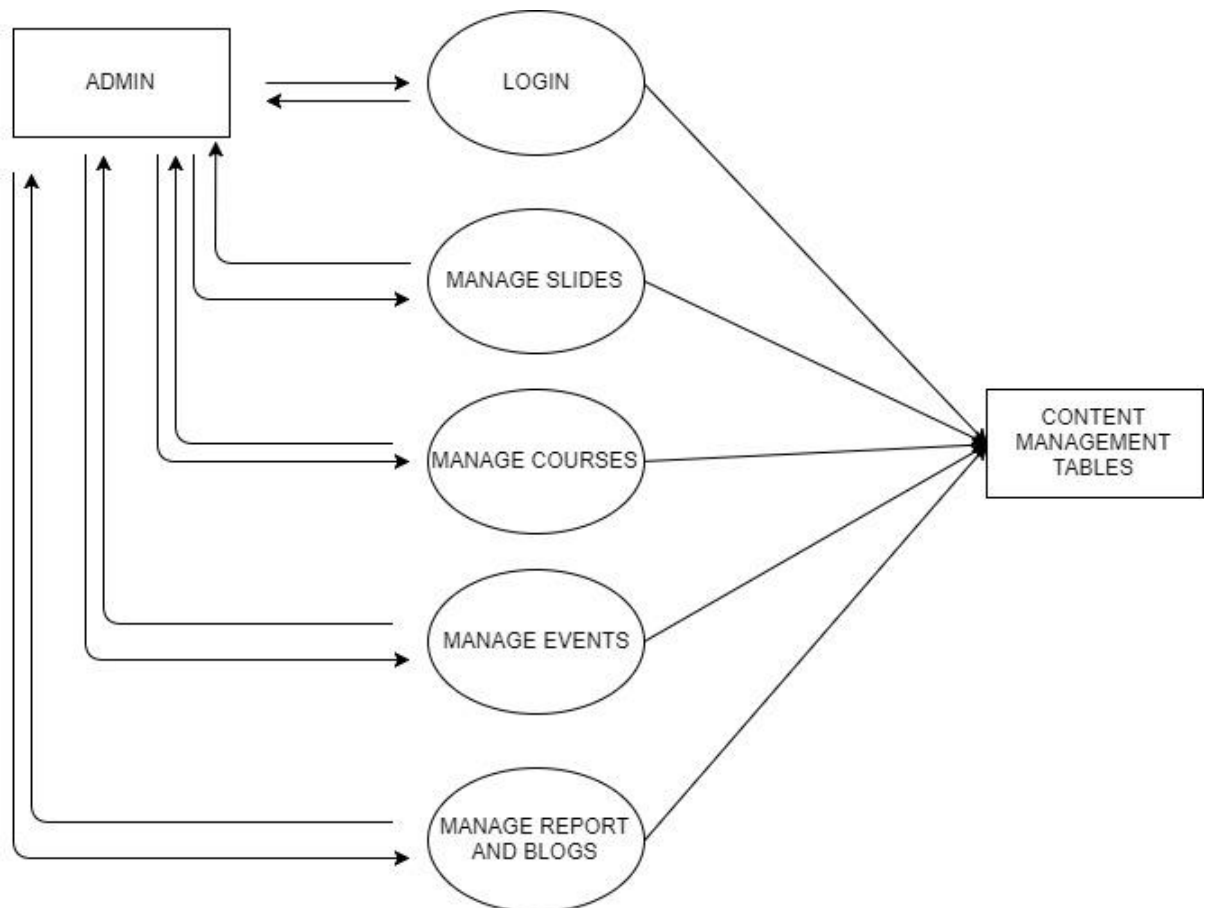 ADMIN
LOGIN
MANAGE SLIDES
MANAGE COURSES
CONTENT
MANAGEMENT
TABLES
MANAGE EVENTS
MANAGE REPORT
AND BLOGS